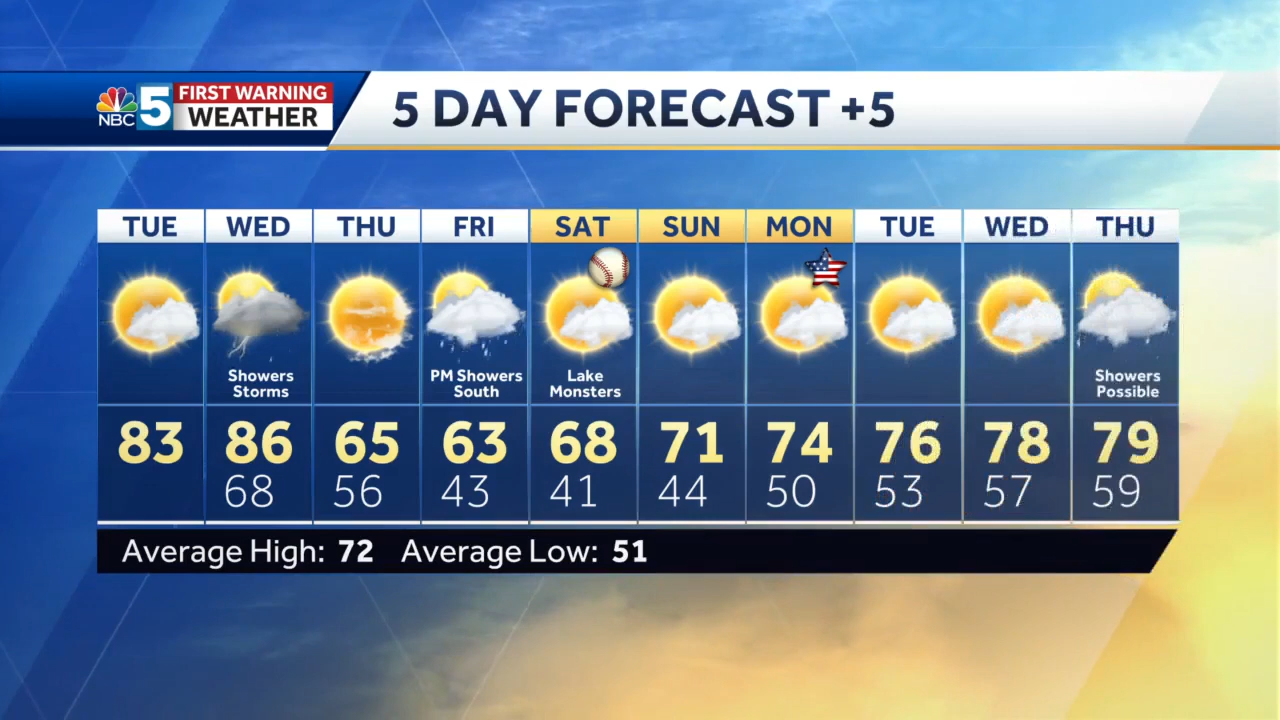 NBC 5 FIRST WARNING
WEATHER
5 DAY FORECAST +5
TUE WED THU FRI SAT SUN MON TUE WED THU
Showers Storms
PM Showers South
Lake Monsters
Showers Possible
83 86 65 63 68 71 74 76 78 79
68 56 43 41 44 50 53 57 59
Average High: 72 Average Low: 51